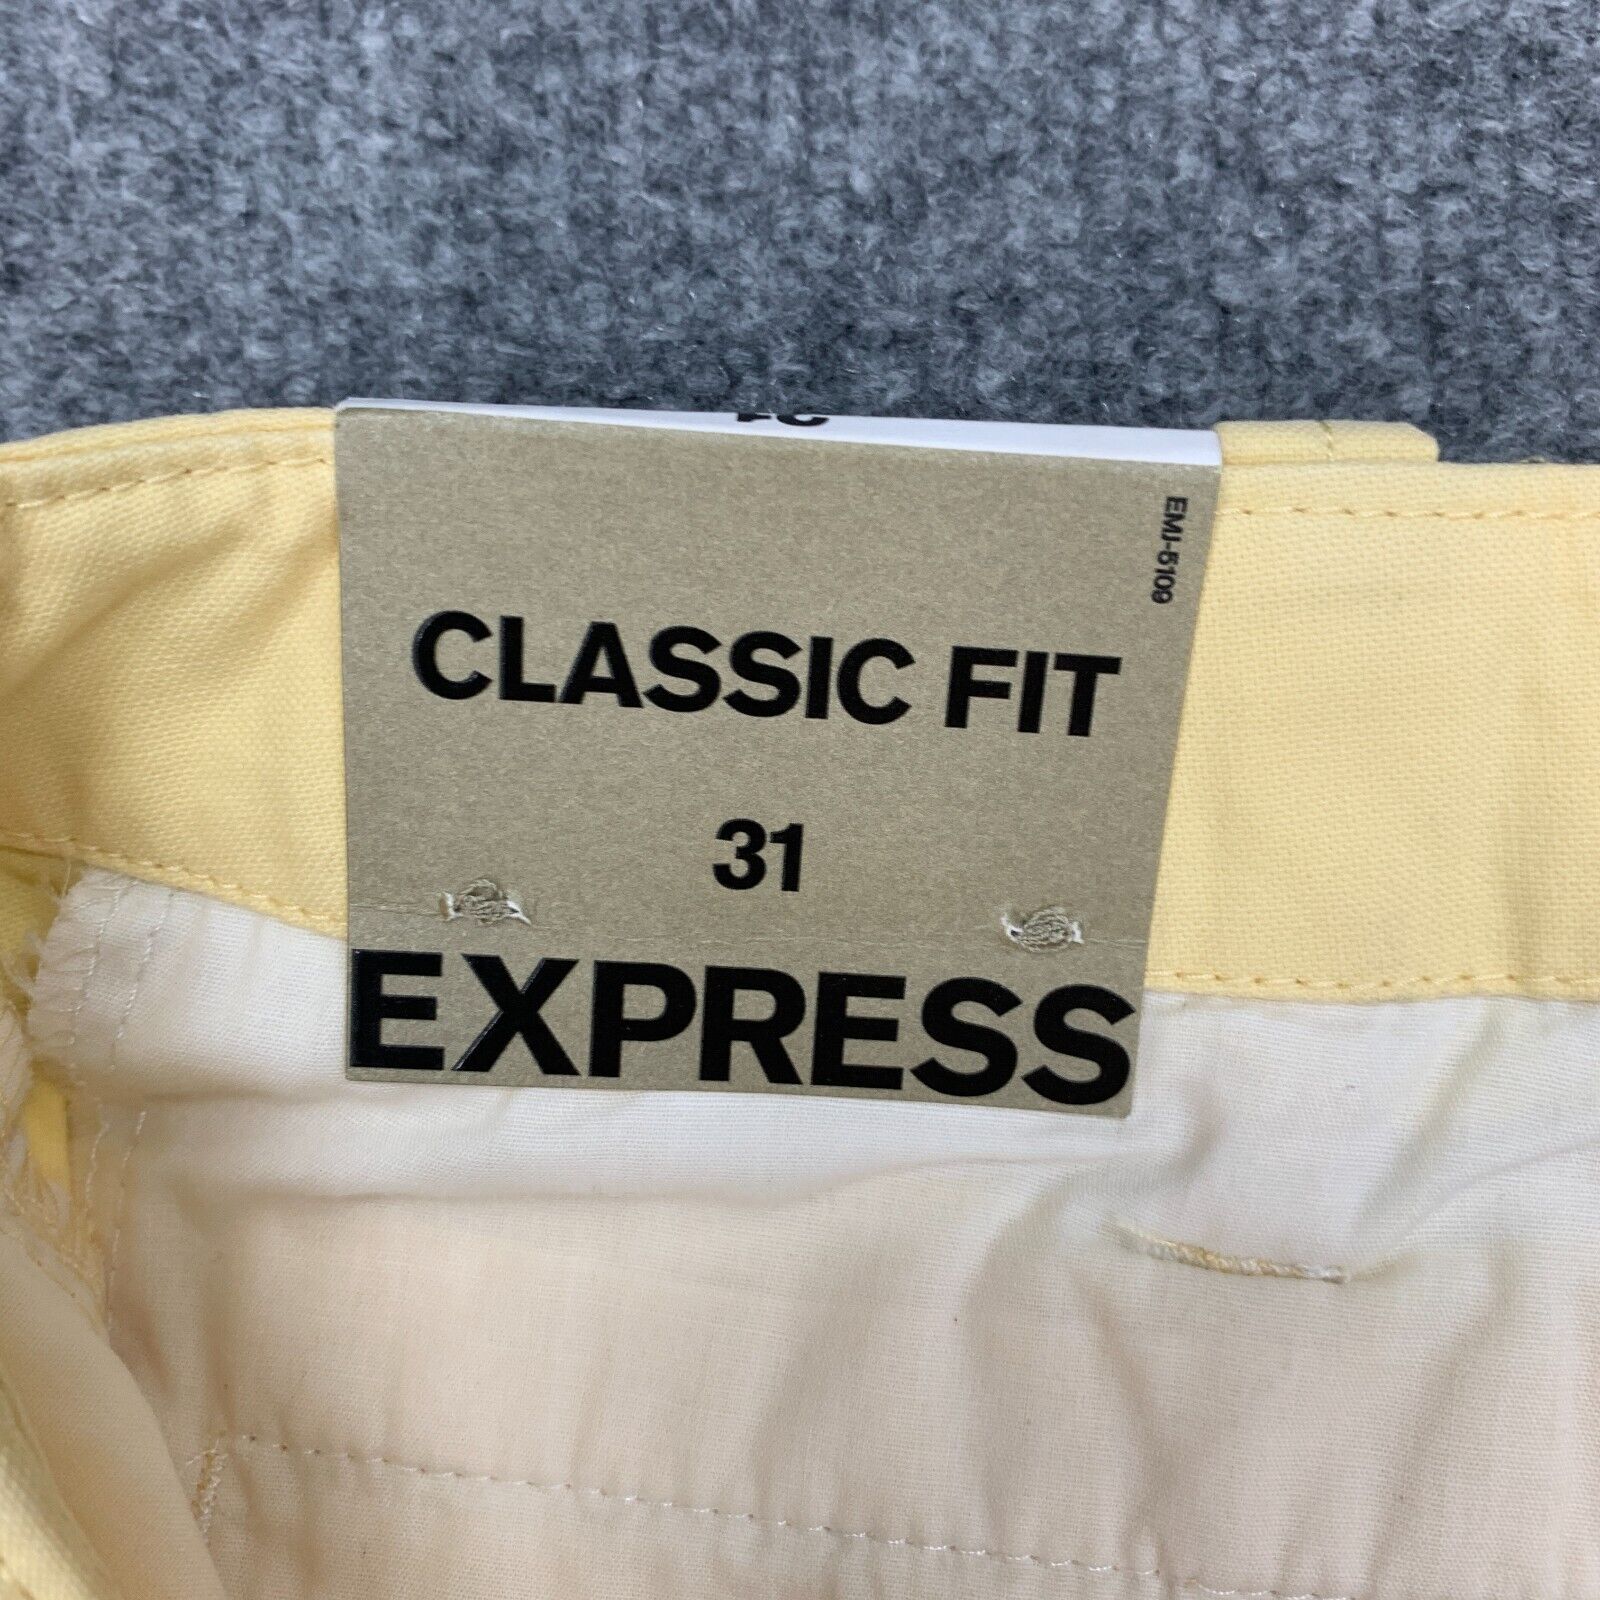 EMJ-5109
CLASSIC FIT
31
EXPRESS